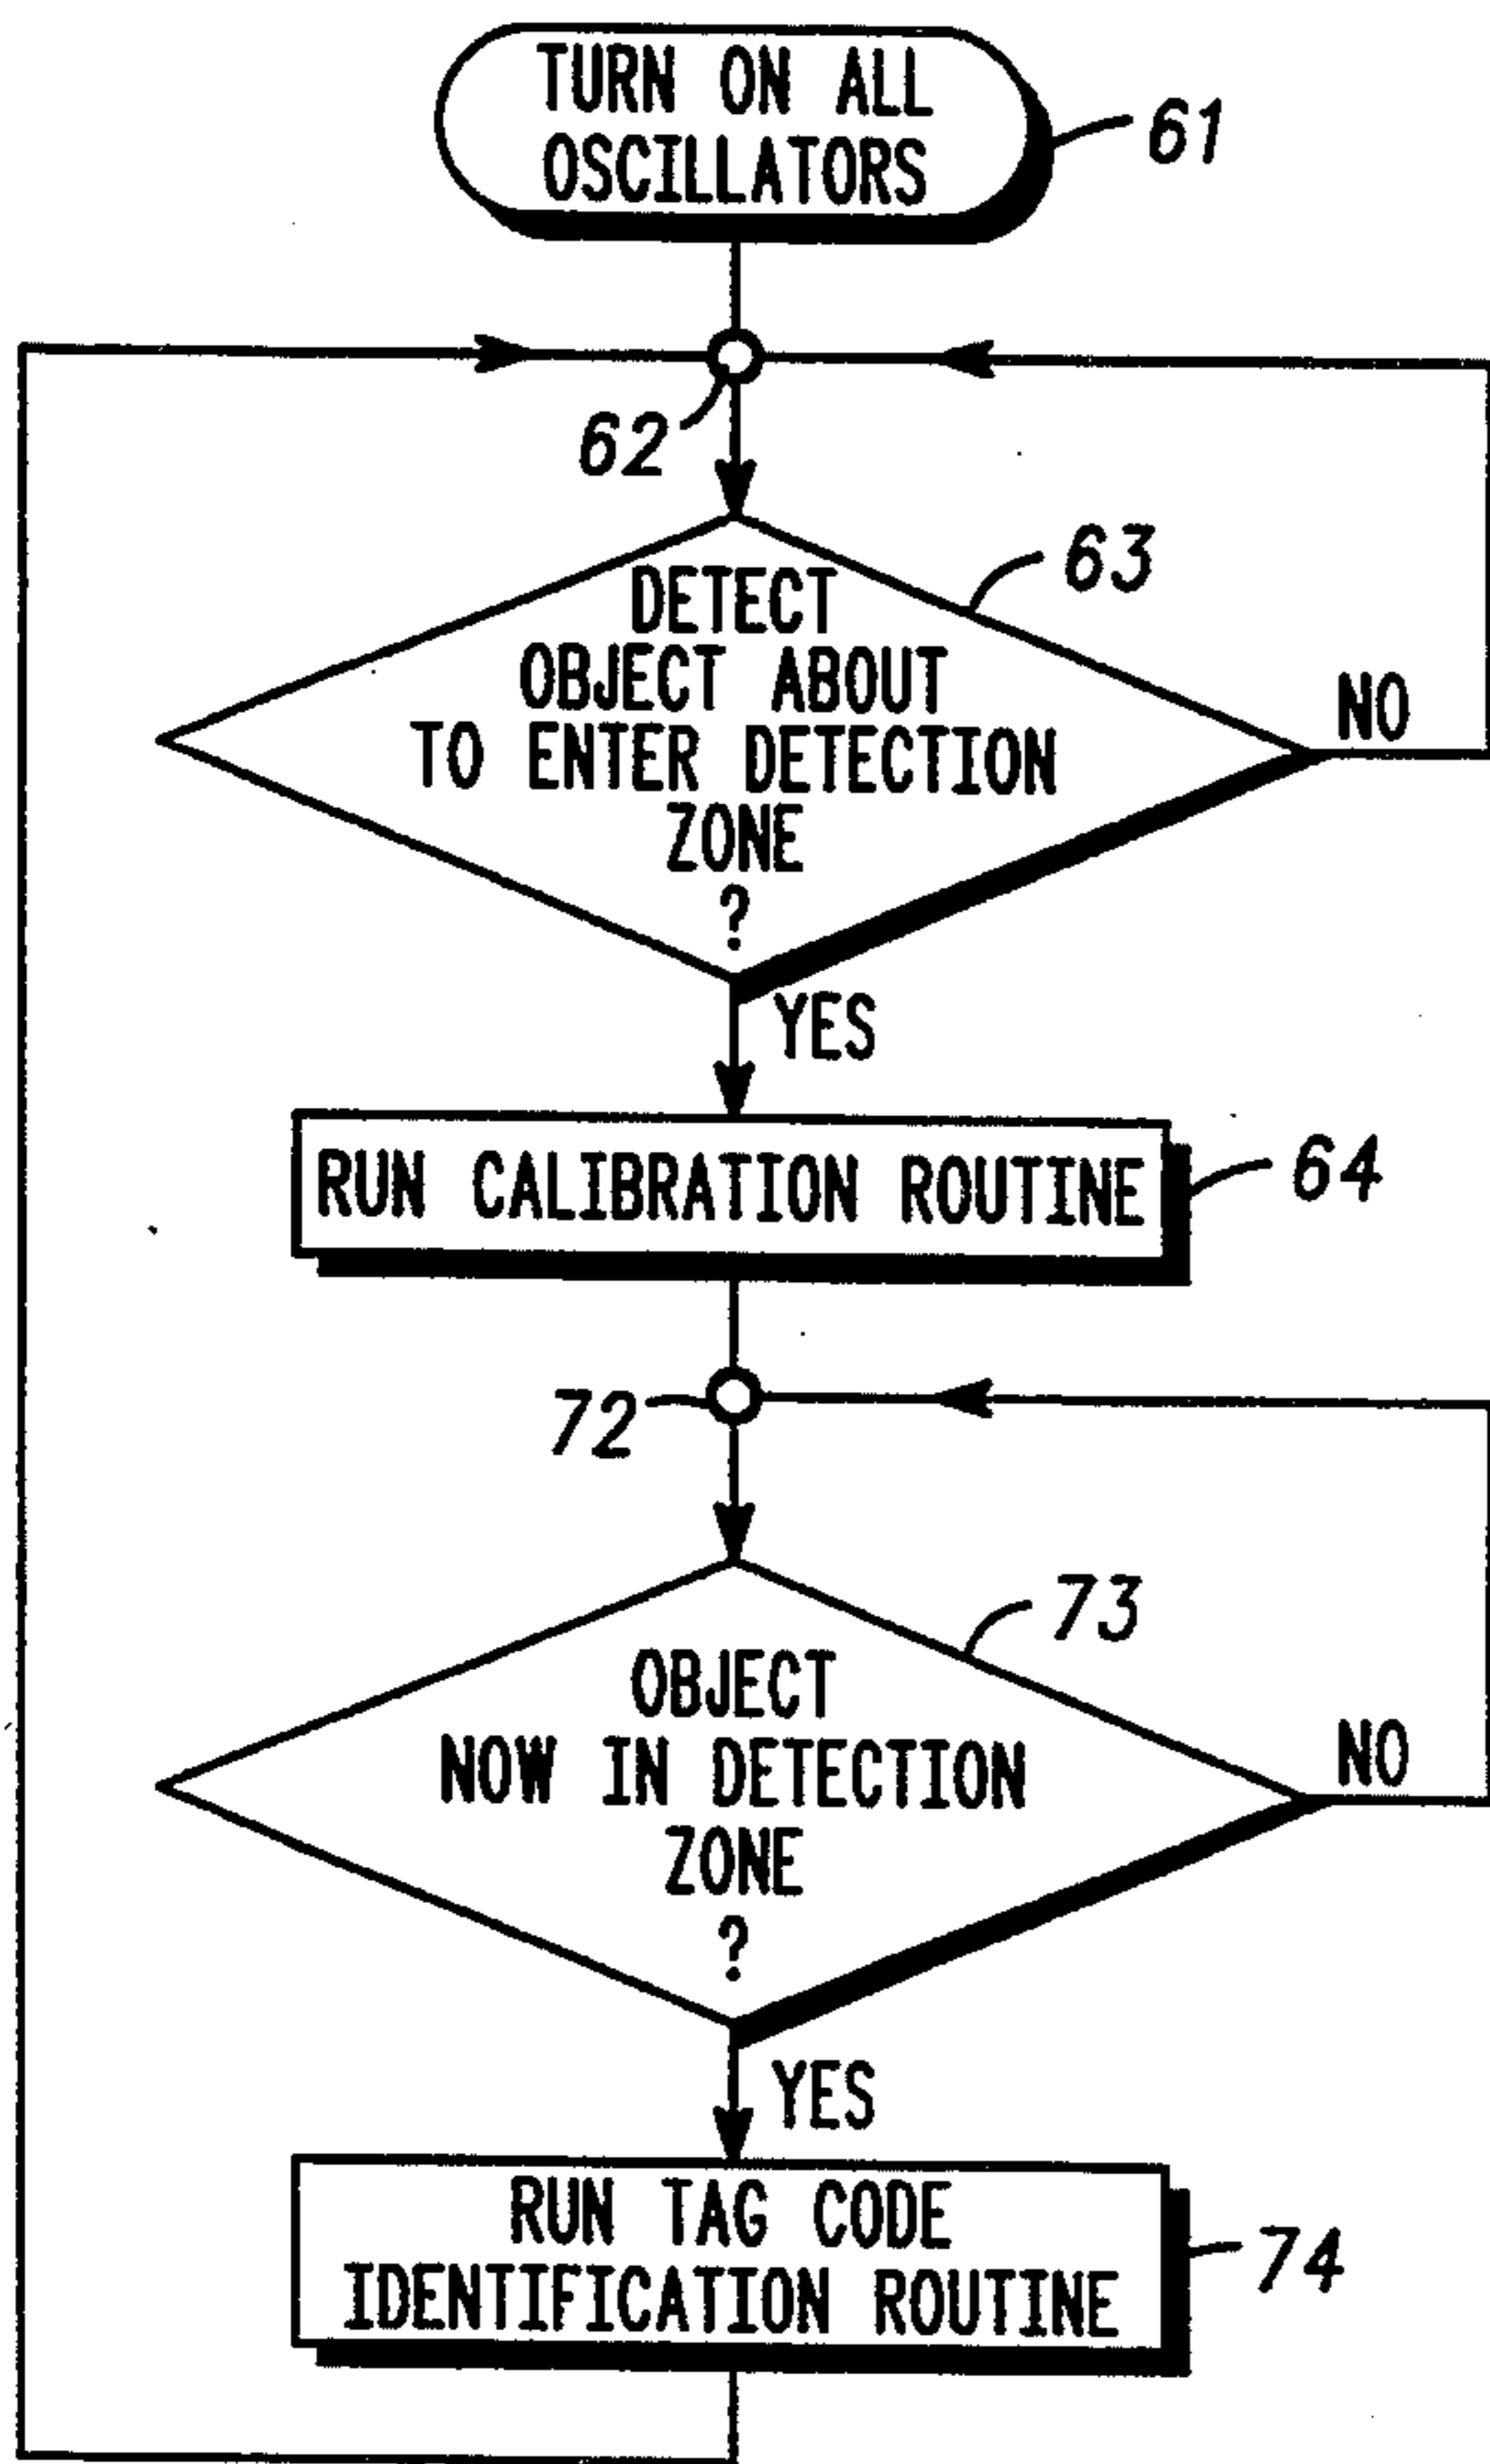 TURN ON ALL
OSCILLATORS
61
62
63
DETECT
OBJECT ABOUT
TO ENTER DETECTION
ZONE
?
NO
YES
RUN CALIBRATION ROUTINE
64
72
73
OBJECT
NOW IN DETECTION
ZONE
?
NO
YES
RUN TAG CODE
IDENTIFICATION ROUTINE
74